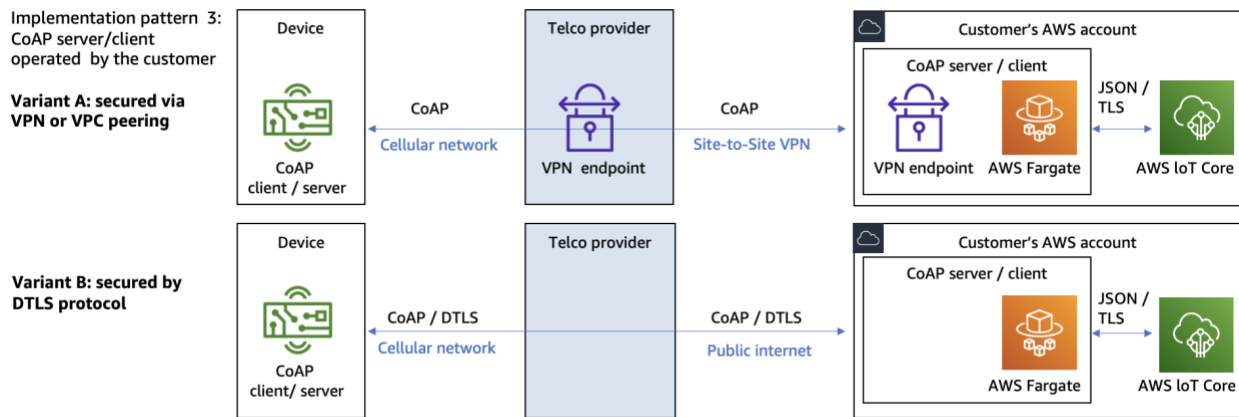 Implementation pattern 3:
CoAP server/client
operated by the customer
Variant A: secured via
VPN or VPC peering
Device
CoAP
client / server
CoAP
Cellular network
Telco provider
VPN endpoint
CoAP
Site-to-Site VPN
Customer's AWS account
CoAP server / client
VPN endpoint
AWS Fargate
JSON /
TLS
AWS IoT Core
Variant B: secured by
DTLS protocol
Device
CoAP
client/ server
CoAP / DTLS
Cellular network
Telco provider
CoAP / DTLS
Public internet
Customer's AWS account
CoAP server / client
AWS Fargate
JSON /
TLS
AWS IoT Core